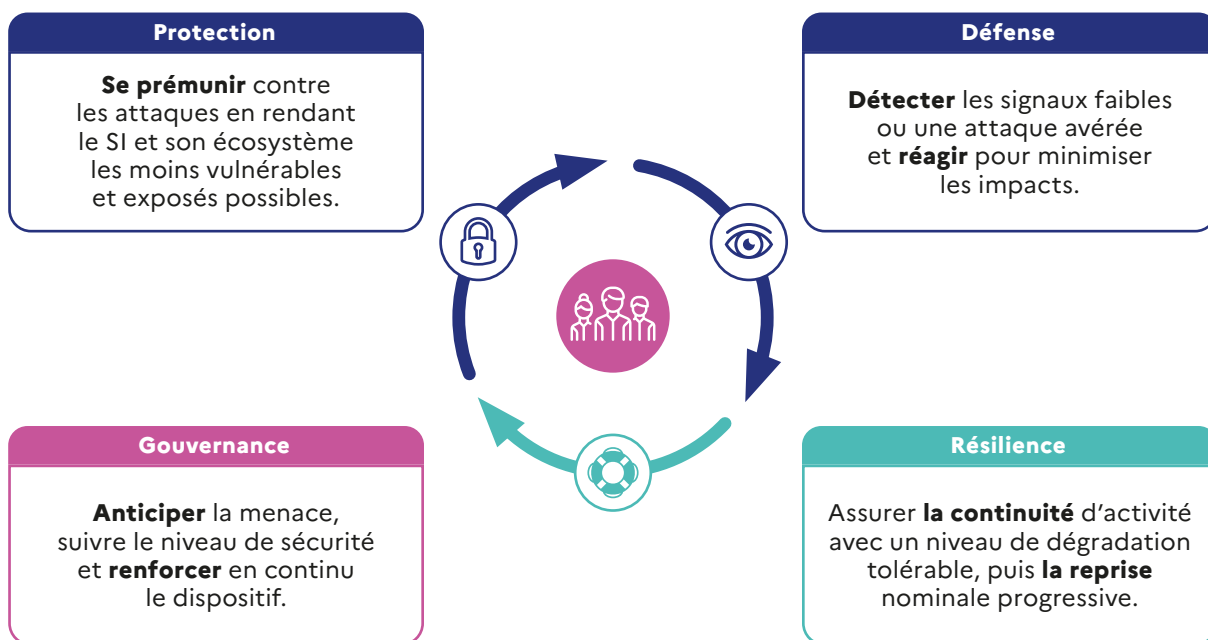 Protection
Se prémunir contre
les attaques en rendant
le SI et son écosystème
les moins vulnérables
et exposés possibles.
Défense
Détecter les signaux faibles
ou une attaque avérée
et réagir pour minimiser
les impacts.
Gouvernance
Anticiper la menace,
suivre le niveau de sécurité
et renforcer en continu
le dispositif.
Résilience
Assurer la continuité d’activité
avec un niveau de dégradation
tolérable, puis la reprise
nominale progressive.